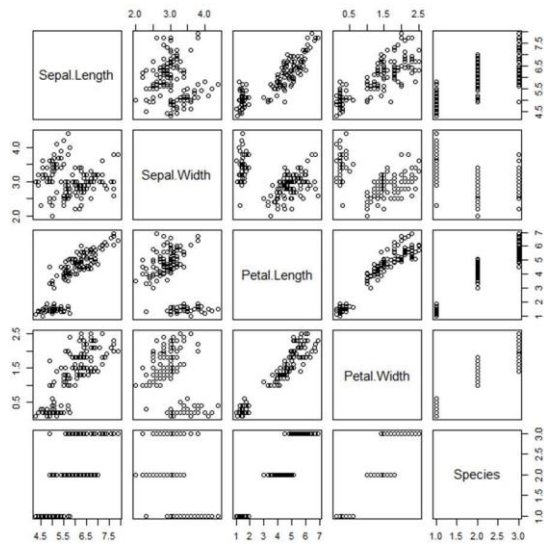 2.0 3.0 4.0 0.5 1.5 2.5
Sepal.Length
4.5 5.5 6.5 7.5
2.0 3.0 4.0
Sepal.Width
Petal.Length
1 2 3 4 5 6 7
0.5 1.5 2.5
Petal.Width
Species
1.0 1.5 2.0 2.5 3.0
4.5 5.5 6.5 7.5 1 2 3 4 5 6 7 1.0 1.5 2.0 2.5 3.0